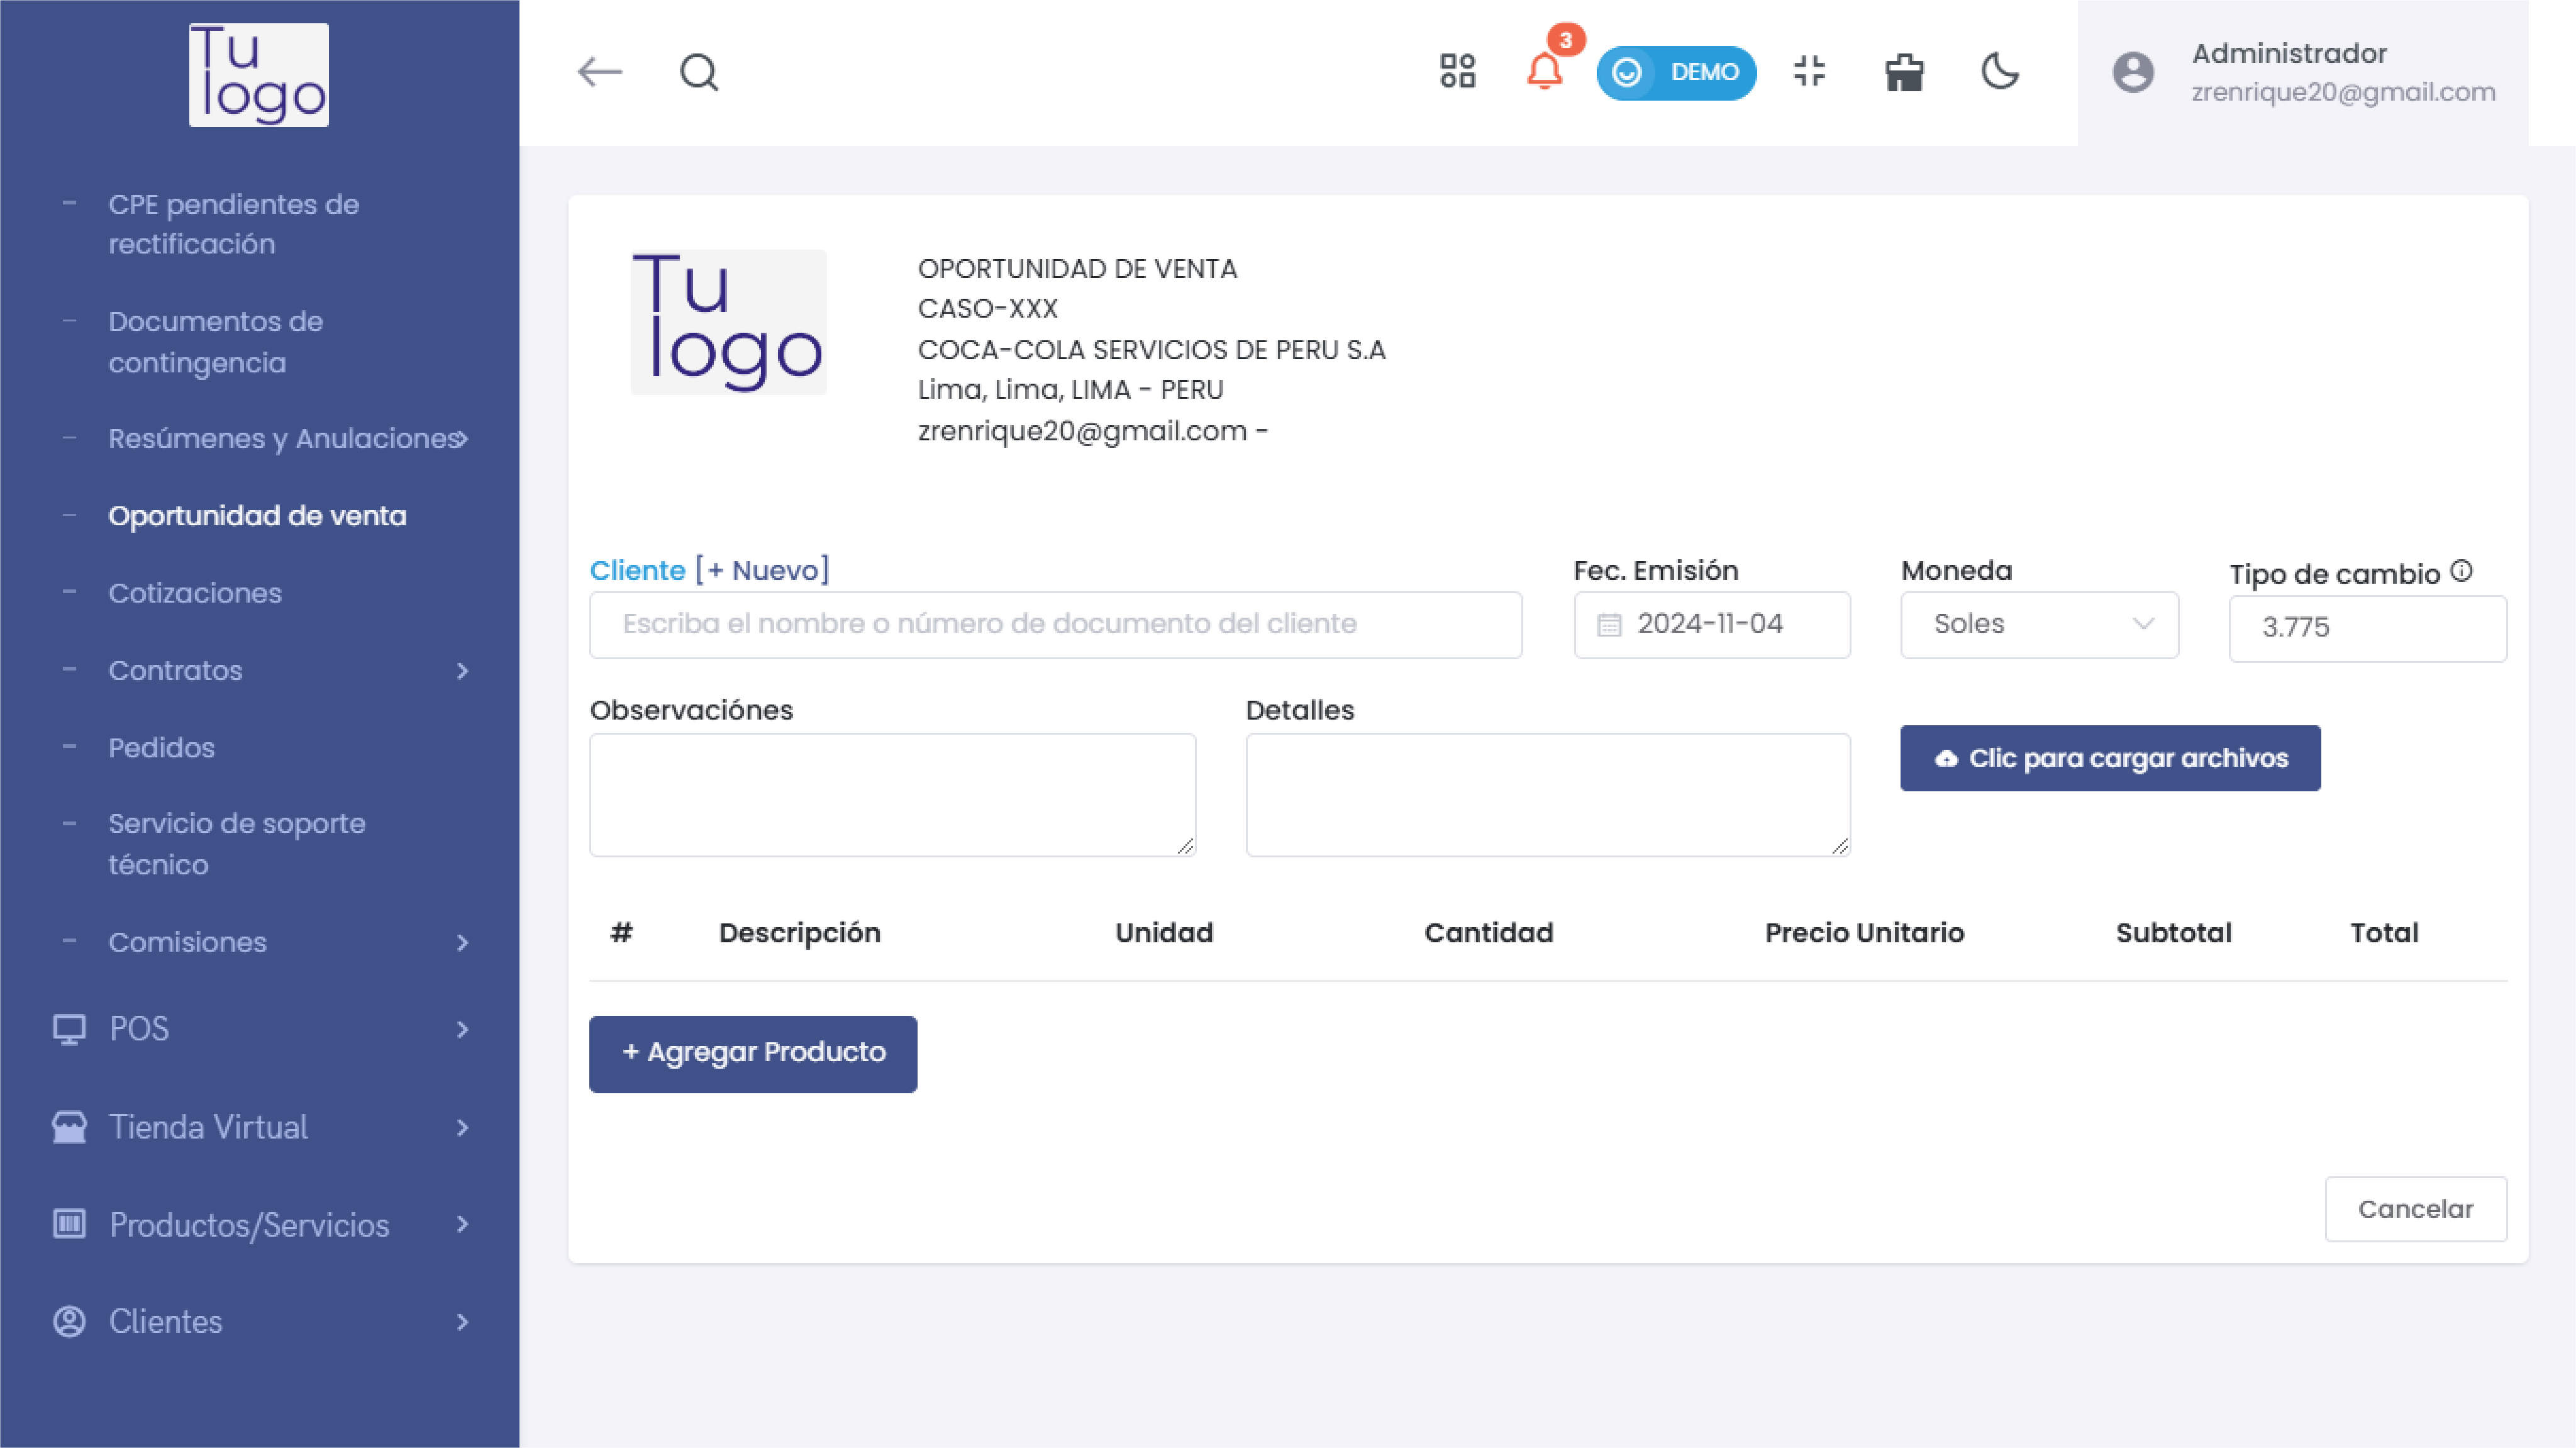 Tu
logo
CPE pendientes de
rectificación
Documentos de
contingencia
Resúmenes y Anulaciones
Oportunidad de venta
Cotizaciones
Contratos
Pedidos
Servicio de soporte
técnico
Comisiones
POS
Tienda Virtual
Productos/Servicios
Clientes
3
DEMO
Administrador
zrenrique20@gmail.com
Tu
logo
OPORTUNIDAD DE VENTA
CASO-XXX
COCA-COLA SERVICIOS DE PERU S.A
Lima, Lima, LIMA - PERU
zrenrique20@gmail.com -
Cliente [+ Nuevo]
Escriba el nombre o número de documento del cliente
Fec. Emisión
2024-11-04
Moneda
Soles
Tipo de cambio
3.775
Observaciónes
Detalles
Clic para cargar archivos
# Descripción Unidad Cantidad Precio Unitario Subtotal Total
+ Agregar Producto
Cancelar